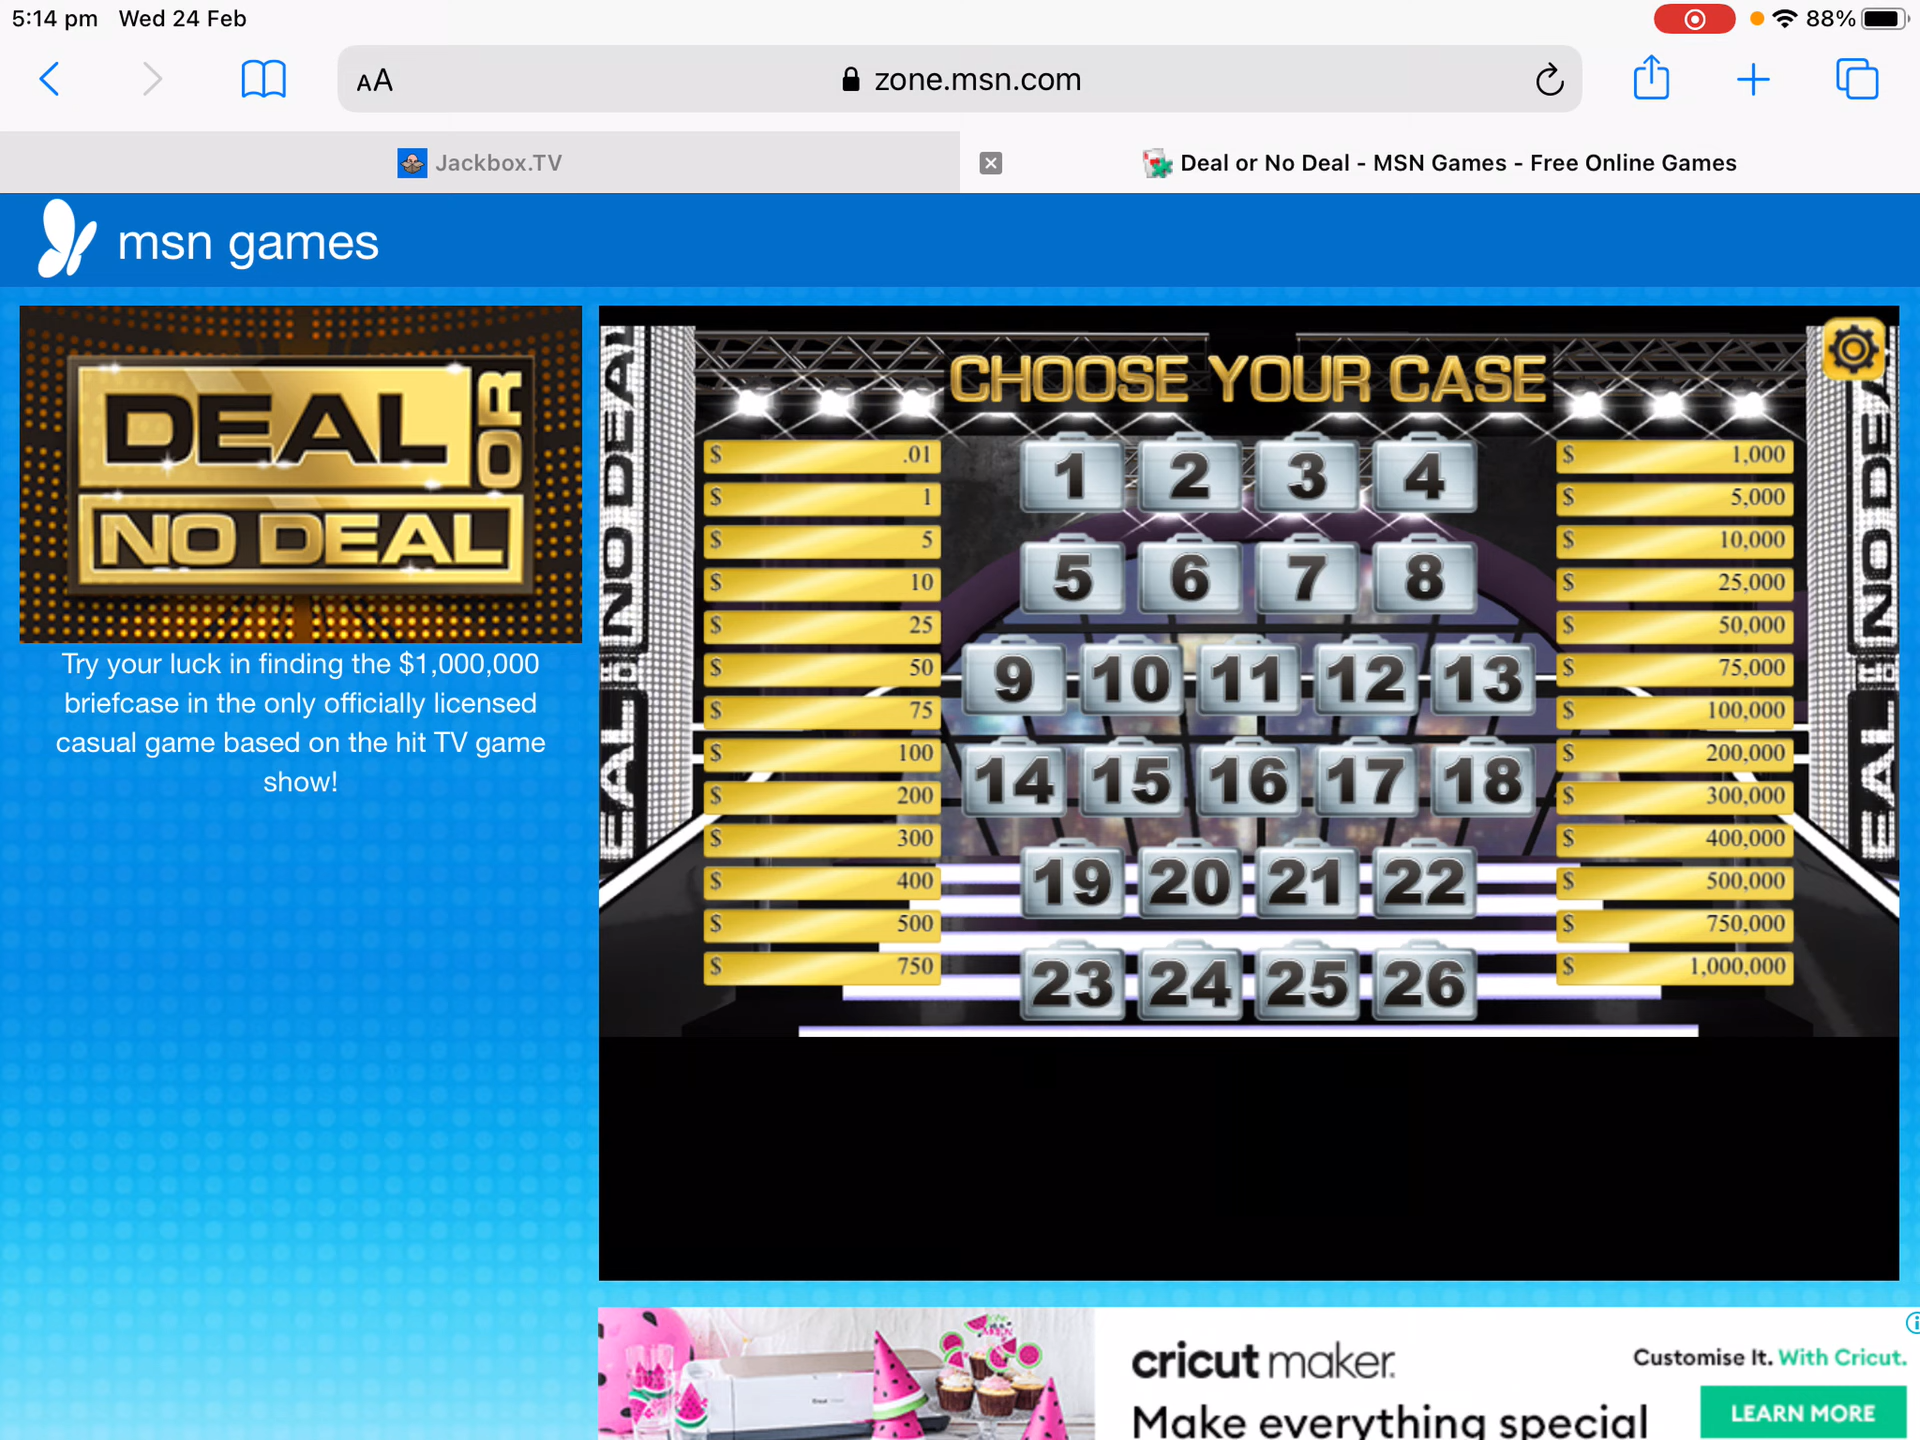 5:14 pm Wed 24 Feb
88%
AA
zone.msn.com
Jackbox.TV
Deal or No Deal - MSN Games - Free Online Games
msn games
DEAL OR
NO DEAL
Try your luck in finding the $1,000,000
briefcase in the only officially licensed
casual game based on the hit TV game
show!
CHOOSE YOUR CASE
$ .01
$ 1
$ 5
$ 10
$ 25
$ 50
$ 75
$ 100
$ 200
$ 300
$ 400
$ 500
$ 750
1 2 3 4
5 6 7 8
9 10 11 12 13
14 15 16 17 18
19 20 21 22
23 24 25 26
$ 1,000
$ 5,000
$ 10,000
$ 25,000
$ 50,000
$ 75,000
$ 100,000
$ 200,000
$ 300,000
$ 400,000
$ 500,000
$ 750,000
$ 1,000,000
NO DEAL
NO DEA
cricut maker.
Make everything special
Customise It. With Cricut.
LEARN MORE